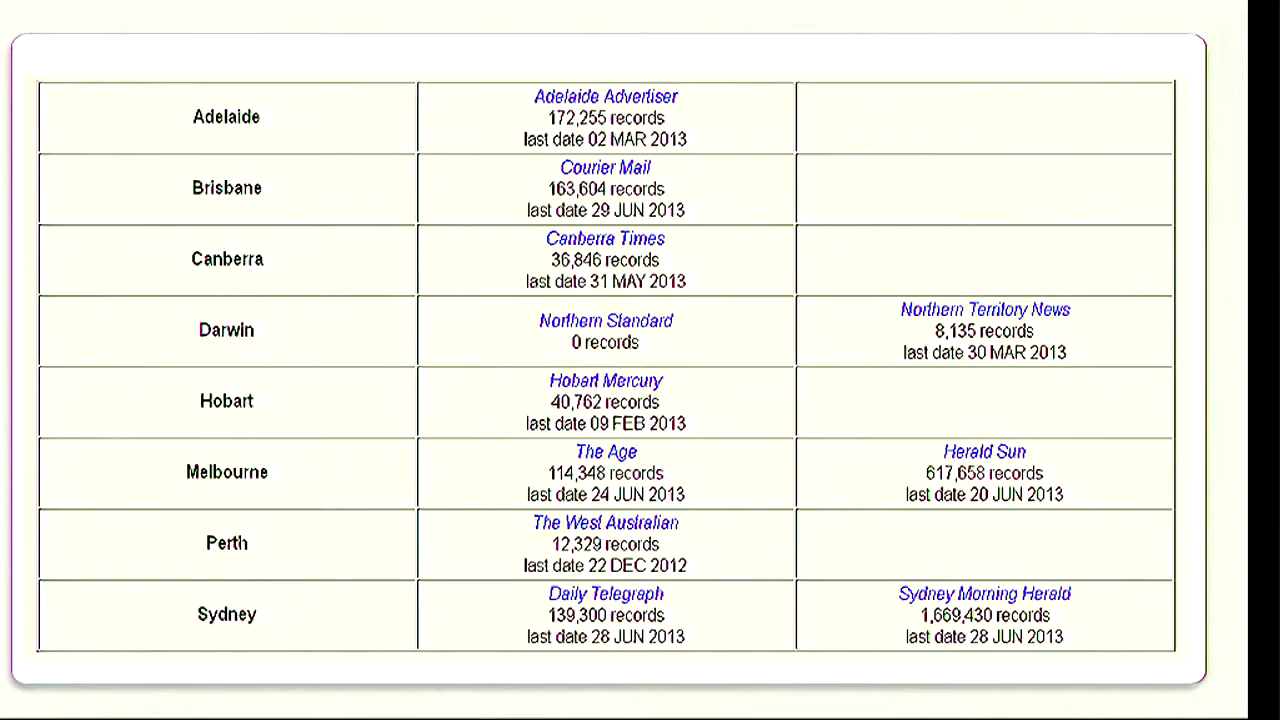 Adelaide
Adelaide Advertiser
172,255 records
last date 02 MAR 2013
Brisbane
Courier Mail
163,604 records
last date 29 JUN 2013
Canberra
Canberra Times
36,846 records
last date 31 MAY 2013
Darwin
Northern Standard
0 records
Northern Territory News
8,135 records
last date 30 MAR 2013
Hobart
Hobart Mercury
40,762 records
last date 09 FEB 2013
Melbourne
The Age
114,348 records
last date 24 JUN 2013
Herald Sun
617,658 records
last date 20 JUN 2013
Perth
The West Australian
12,329 records
last date 22 DEC 2012
Sydney
Daily Telegraph
139,300 records
last date 28 JUN 2013
Sydney Morning Herald
1,669,430 records
last date 28 JUN 2013